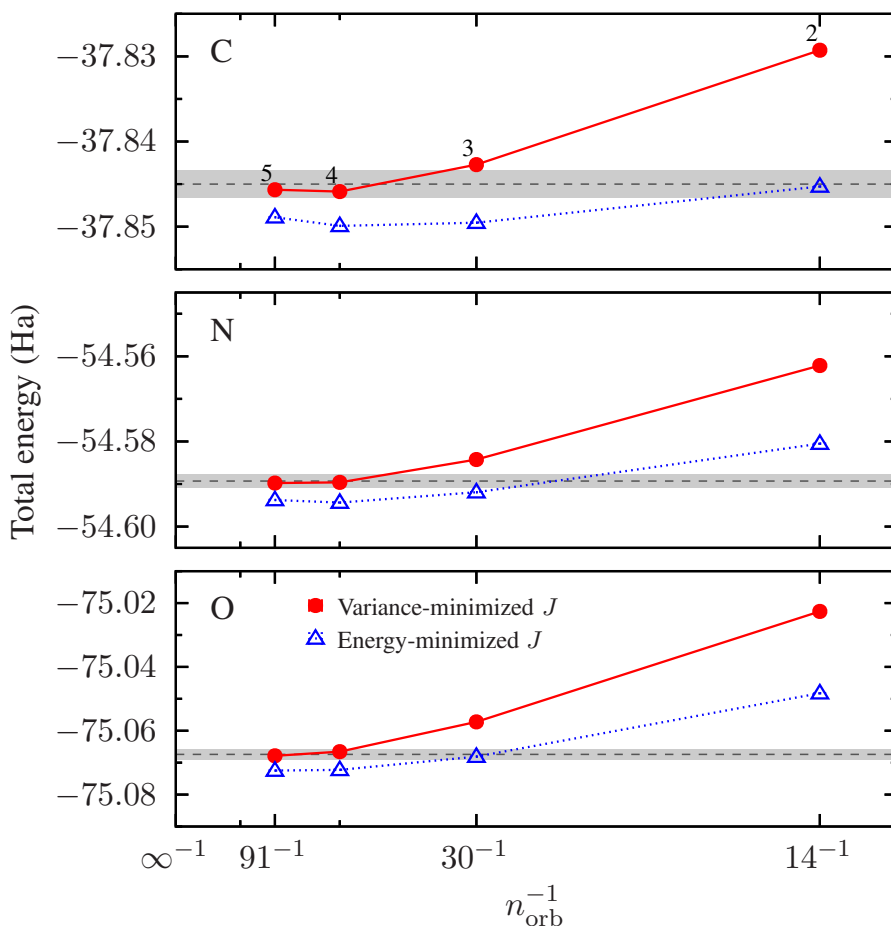 C
−37.83
−37.84
−37.85
5
4
3
2
N
−54.56
−54.58
−54.60
Total energy (Ha)
O
−75.02
−75.04
−75.06
−75.08
Variance-minimized J
Energy-minimized J
∞⁻¹ 91⁻¹ 30⁻¹ 14⁻¹
n_orb⁻¹